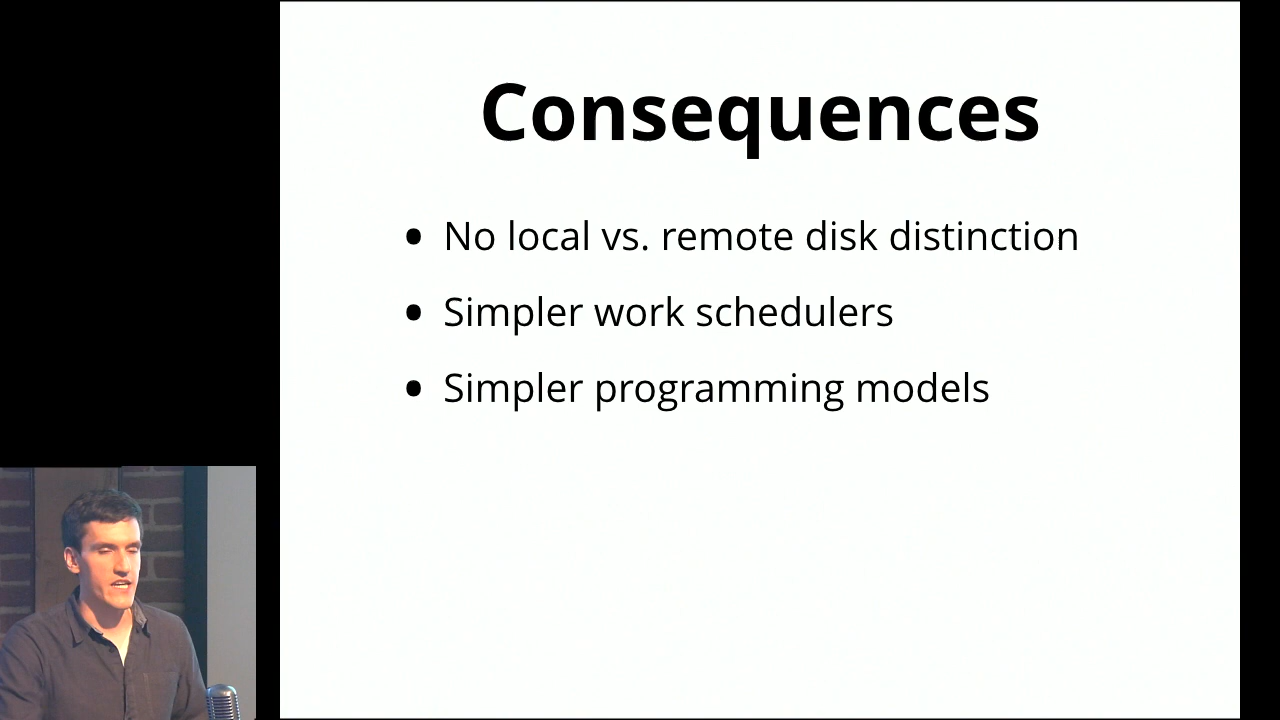 Consequences
• No local vs. remote disk distinction
• Simpler work schedulers
• Simpler programming models